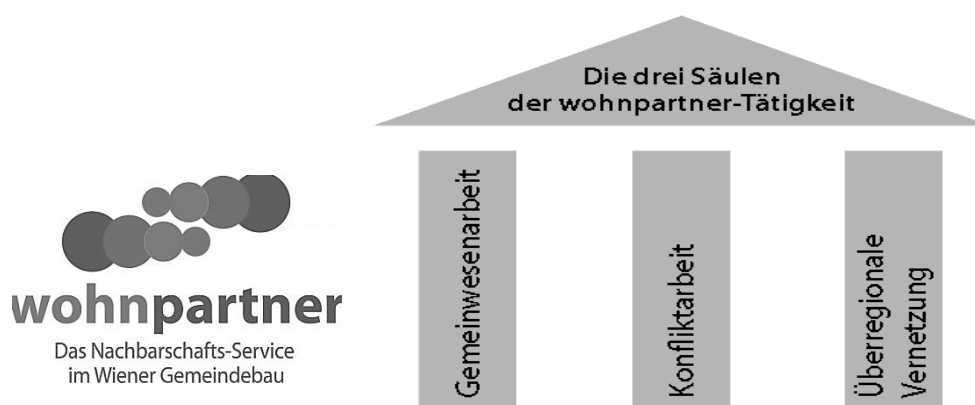 Die drei Säulen
der wohnpartner-Tätigkeit
wohnpartner
Das Nachbarschafts-Service
im Wiener Gemeindebau
Gemeinwesenarbeit
Konfliktarbeit
Überregionale
Vernetzung